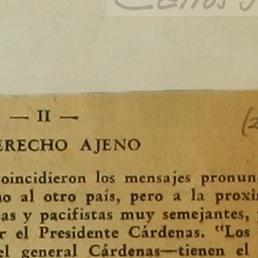 — II —
ERECHO AJENO
oincidieron los mensajes pronun
o al otro país, pero a la proxi
as y pacifistas muy semejantes,
r el Presidente Cárdenas. "Los
el general Cárdenas—tienen el